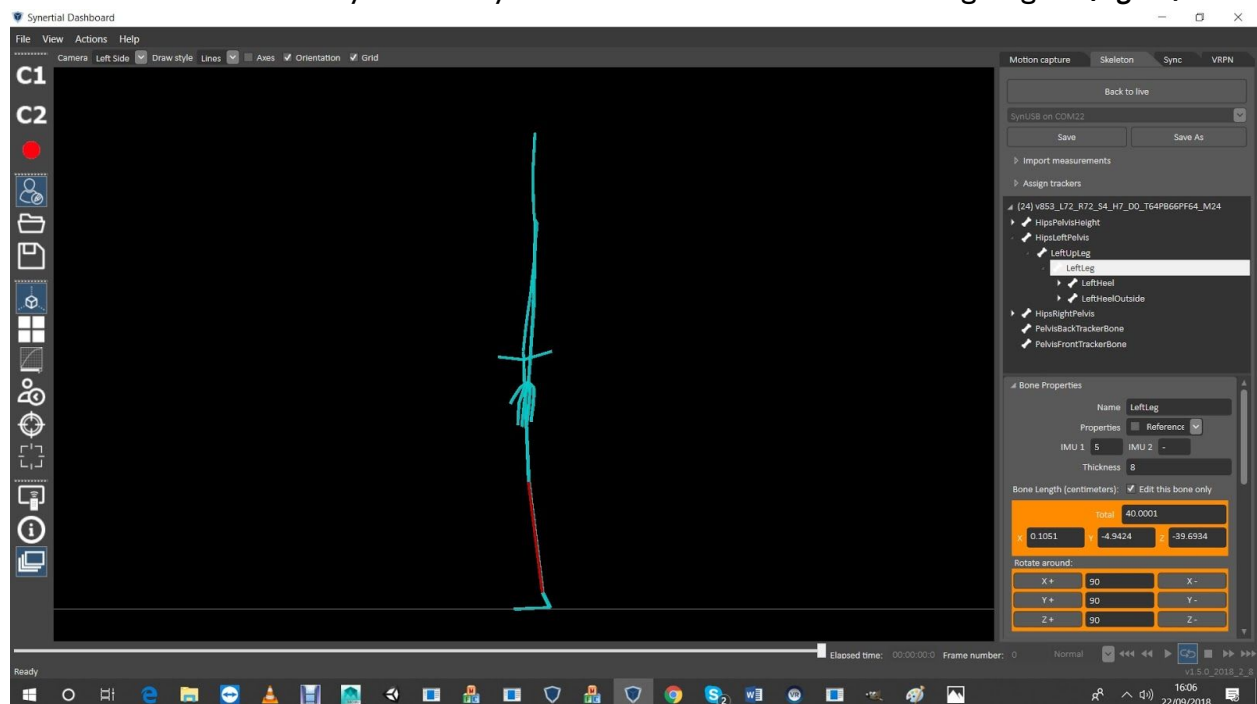 Synertial Dashboard
File View Actions Help
Camera Left Side Draw style Lines Axes Orientation Grid
C1
C2
Motion capture Skeleton Sync VRPN
Back to live
SynUSB on COM22
Save Save As
Import measurements
Assign trackers
(24) v853_L72_R72_S4_H7_D0_T64PB66PF64_M24
HipsPelvisHeight
HipsLeftPelvis
LeftUpLeg
LeftLeg
LeftHeel
LeftHeelOutside
HipsRightPelvis
PelvisBackTrackerBone
PelvisFrontTrackerBone
Bone Properties
Name LeftLeg
Properties Reference
IMU 1 5 IMU 2 -
Thickness 8
Bone Length (centimeters): Edit this bone only
Total 40.0001
X 0.1051 Y -4.9424 Z -39.6934
Rotate around:
X + 90 X -
Y + 90 Y -
Z + 90 Z -
Elapsed time: 00:00:00:0 Frame number: 0 Normal
Ready
v1.5.0_2018_2_8
16:06
22/09/2018